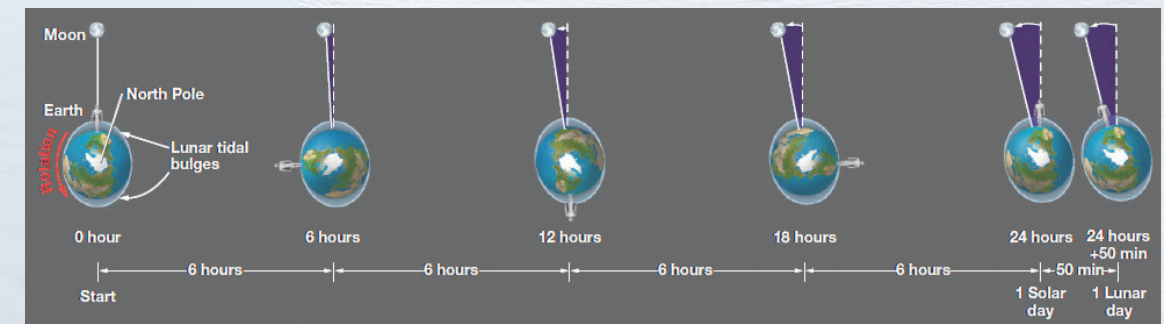 Moon
North Pole
Earth
Rotation
Lunar tidal
bulges
0 hour
6 hours
12 hours
18 hours
24 hours
24 hours
+50 min
6 hours
6 hours
6 hours
6 hours
50 min
Start
1 Solar
day
1 Lunar
day